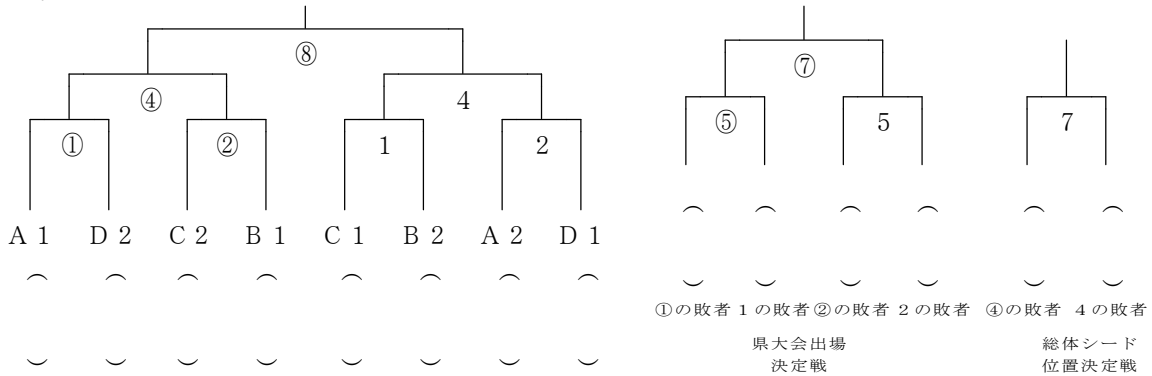 ⑧
⑦
④ 4
⑤ 5 7
① ② 1 2
A 1 D 2 C 2 B 1 C 1 B 2 A 2 D 1
( ) ( ) ( ) ( ) ( ) ( ) ( ) ( )
( ) ( ) ( ) ( ) ( ) ( )
①の敗者 1の敗者 ②の敗者 2の敗者 ④の敗者 4の敗者
県大会出場 総体シード
決定戦 位置決定戦